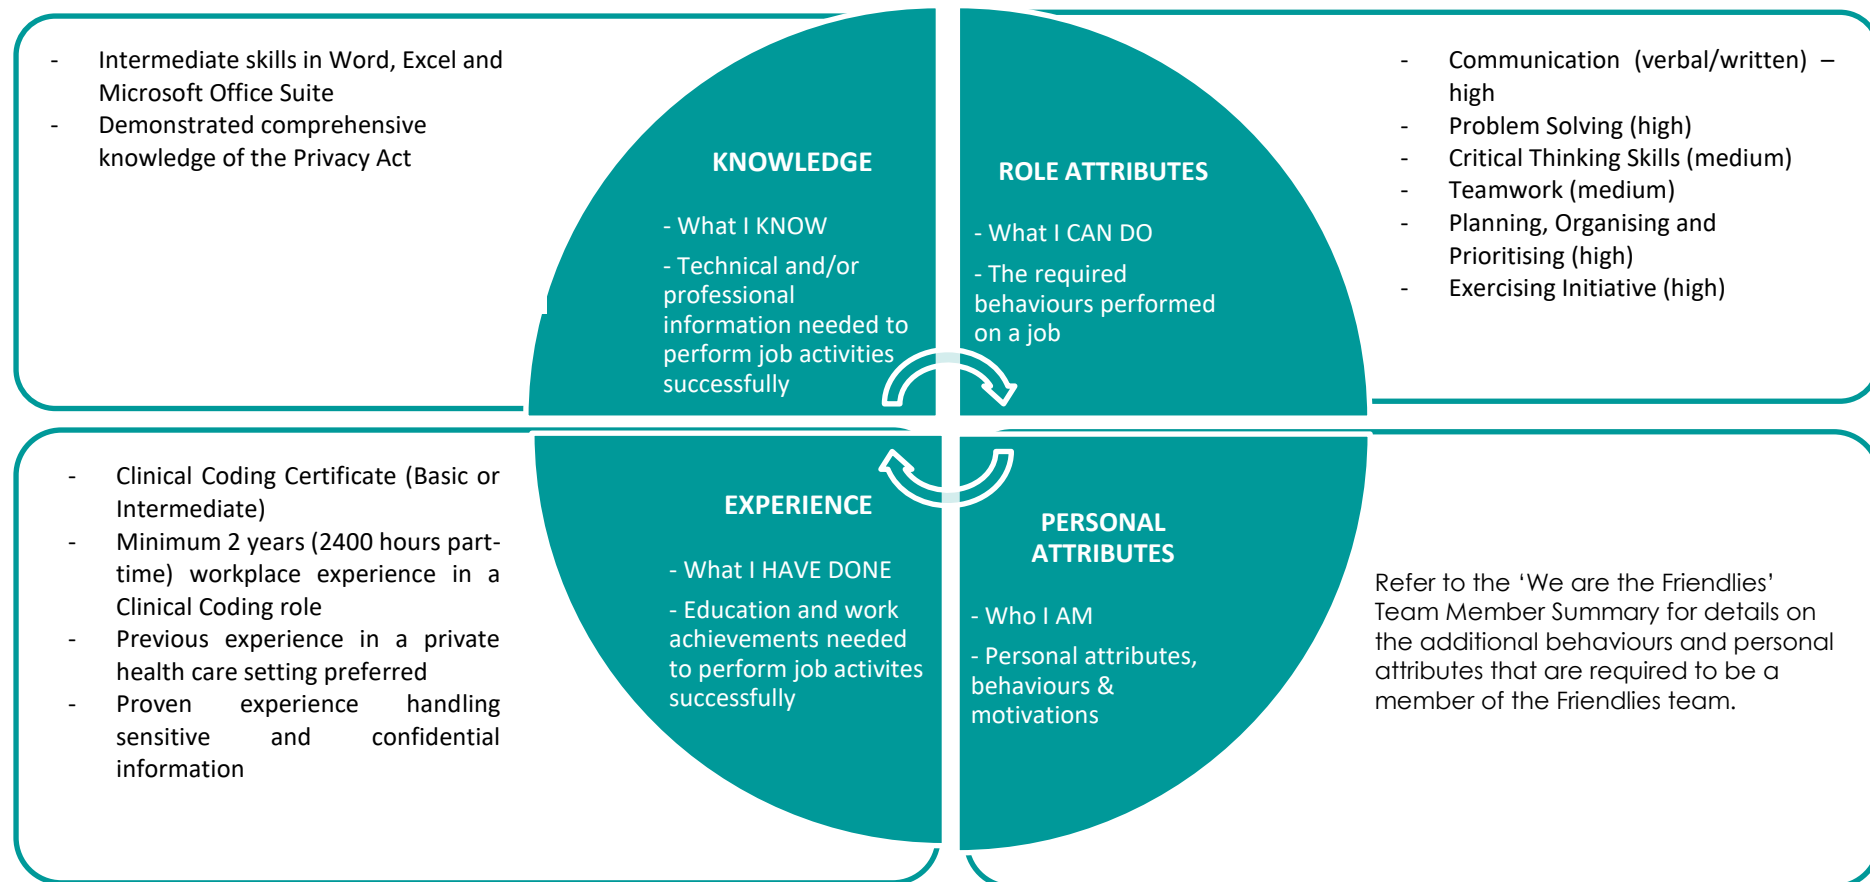 - Intermediate skills in Word, Excel and
Microsoft Office Suite
- Demonstrated comprehensive
knowledge of the Privacy Act
KNOWLEDGE
- What I KNOW
- Technical and/or
professional
information needed to
perform job activities
successfully
ROLE ATTRIBUTES
- What I CAN DO
- The required
behaviours performed
on a job
- Communication (verbal/written) –
high
- Problem Solving (high)
- Critical Thinking Skills (medium)
- Teamwork (medium)
- Planning, Organising and
Prioritising (high)
- Exercising Initiative (high)
- Clinical Coding Certificate (Basic or
Intermediate)
- Minimum 2 years (2400 hours part-
time) workplace experience in a
Clinical Coding role
- Previous experience in a private
health care setting preferred
- Proven experience handling
sensitive and confidential
information
EXPERIENCE
- What I HAVE DONE
- Education and work
achievements needed
to perform job activites
successfully
PERSONAL
ATTRIBUTES
- Who I AM
- Personal attributes,
behaviours &
motivations
Refer to the ‘We are the Friendlies’
Team Member Summary for details on
the additional behaviours and personal
attributes that are required to be a
member of the Friendlies team.